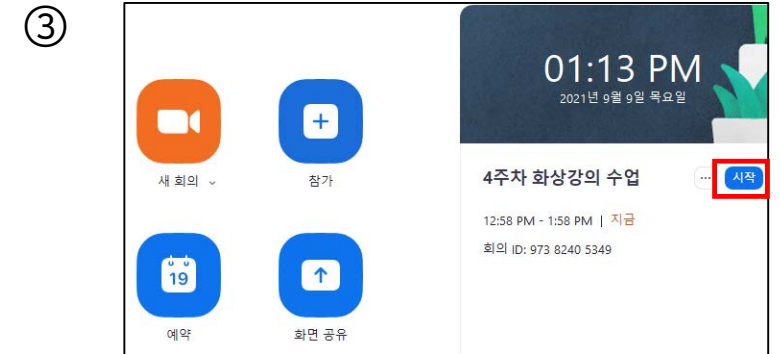 ③
01:13 PM
2021년 9월 9일 목요일
새 회의
참가
4주차 화상강의 수업
... 시작
12:58 PM - 1:58 PM | 지금
회의 ID: 973 8240 5349
19
예약
화면 공유